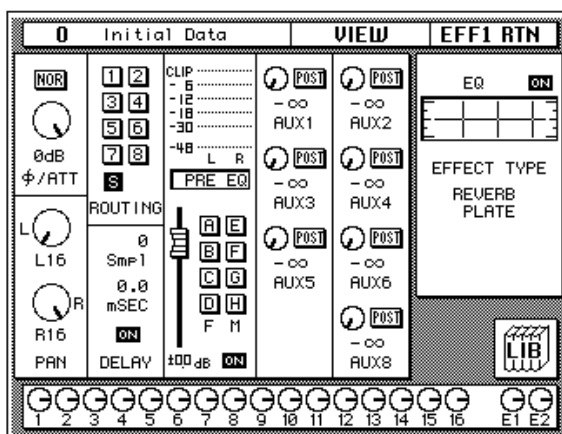 0 Initial Data VIEW EFF1 RTN
NOR
0dB
ϕ/ATT
L
L16
R
R16
PAN
1 2
3 4
5 6
7 8
S
ROUTING
0
Smpl
0.0
mSEC
ON
DELAY
CLIP
- 6
-12
-18
-30
-48
L R
PRE EQ
A E
B F
C G
D H
F M
±0.0 dB ON
POST
-∞
AUX1
POST
-∞
AUX2
POST
-∞
AUX3
POST
-∞
AUX4
POST
-∞
AUX5
POST
-∞
AUX6
POST
-∞
AUX8
EQ ON
EFFECT TYPE
REVERB
PLATE
LIB
1 2 3 4 5 6 7 8 9 10 11 12 13 14 15 16 E1 E2